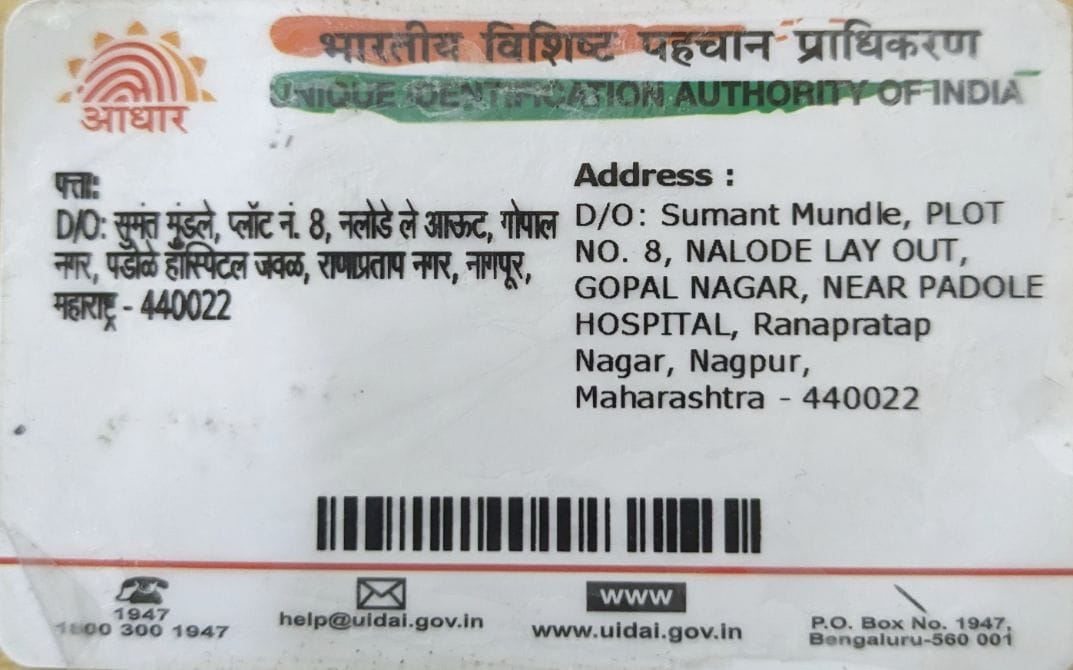 भारतीय विशिष्ट पहचान प्राधिकरण
UNIQUE IDENTIFICATION AUTHORITY OF INDIA
आधार
पत्ता:
D/O: सुमंत मुंडले, प्लॉट नं. 8, नलोडे ले आऊट, गोपाल
नगर, पडोळे हॉस्पिटल जवळ, राणाप्रताप नगर, नागपूर,
महाराष्ट्र - 440022
Address :
D/O: Sumant Mundle, PLOT
NO. 8, NALODE LAY OUT,
GOPAL NAGAR, NEAR PADOLE
HOSPITAL, Ranapratap
Nagar, Nagpur,
Maharashtra - 440022
1947
1800 300 1947
help@uidai.gov.in
www
www.uidai.gov.in
P.O. Box No. 1947,
Bengaluru-560 001